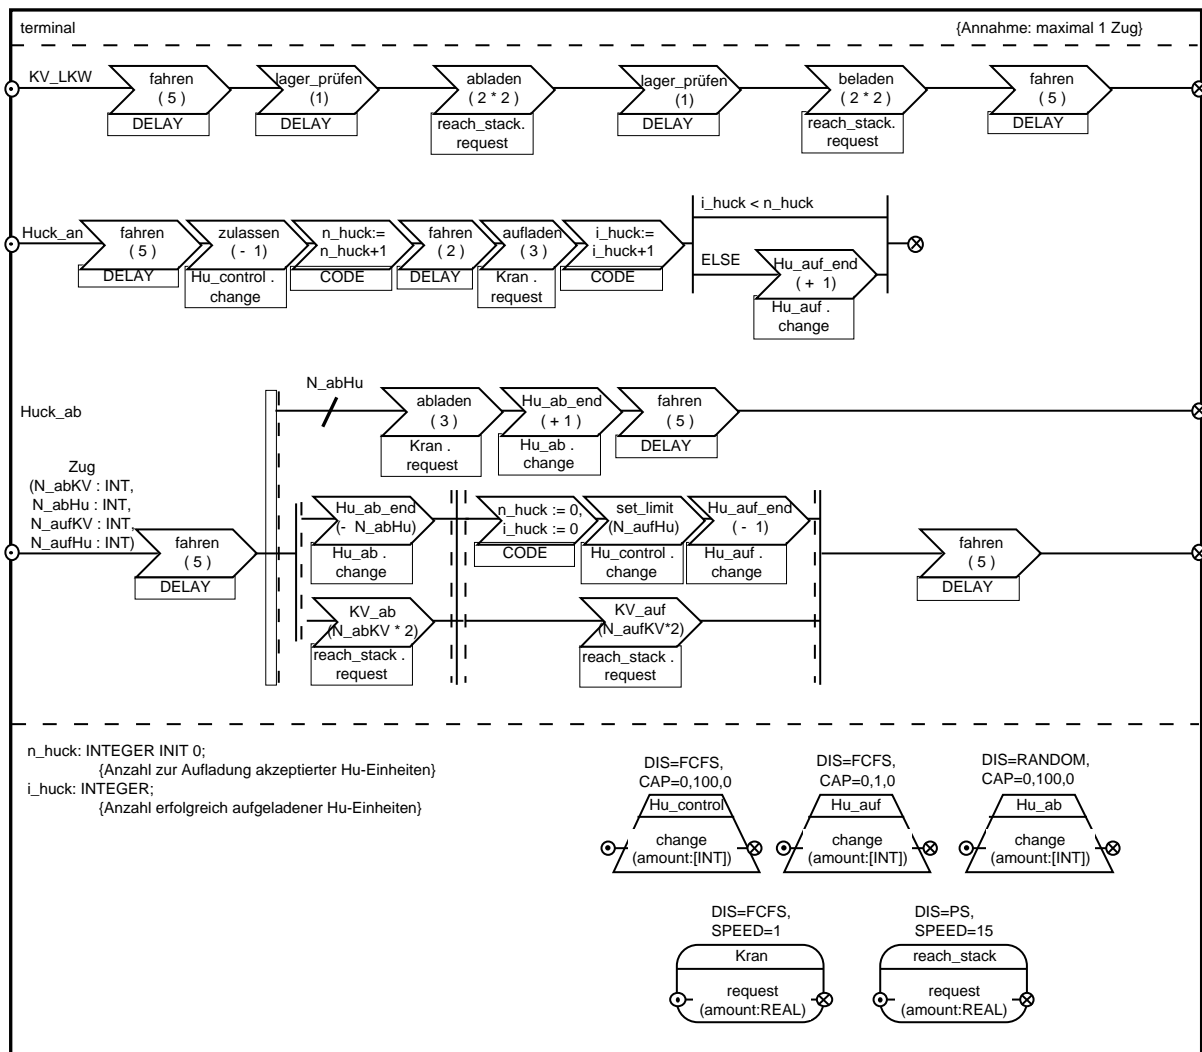 terminal {Annahme: maximal 1 Zug}
KV_LKW
fahren
( 5 )
DELAY
lager_prüfen
(1)
DELAY
abladen
( 2 * 2 )
reach_stack.
request
lager_prüfen
(1)
DELAY
beladen
( 2 * 2 )
reach_stack.
request
fahren
( 5 )
DELAY
Huck_an
fahren
( 5 )
DELAY
zulassen
( - 1)
Hu_control .
change
n_huck:=
n_huck+1
CODE
fahren
( 2 )
DELAY
aufladen
( 3 )
Kran .
request
i_huck:=
i_huck+1
CODE
i_huck < n_huck
ELSE
Hu_auf_end
( + 1)
Hu_auf .
change
Huck_ab
N_abHu
abladen
( 3 )
Kran .
request
Hu_ab_end
( + 1 )
Hu_ab .
change
fahren
( 5 )
DELAY
Zug
(N_abKV : INT,
N_abHu : INT,
N_aufKV : INT,
N_aufHu : INT)
fahren
( 5 )
DELAY
Hu_ab_end
(- N_abHu)
Hu_ab .
change
n_huck := 0,
i_huck := 0
CODE
set_limit
(N_aufHu)
Hu_control .
change
Hu_auf_end
( - 1)
Hu_auf .
change
fahren
( 5 )
DELAY
KV_ab
(N_abKV * 2)
reach_stack .
request
KV_auf
(N_aufKV*2)
reach_stack .
request
n_huck: INTEGER INIT 0;
{Anzahl zur Aufladung akzeptierter Hu-Einheiten}
i_huck: INTEGER;
{Anzahl erfolgreich aufgeladener Hu-Einheiten}
DIS=FCFS,
CAP=0,100,0
Hu_control
change
(amount:[INT])
DIS=FCFS,
CAP=0,1,0
Hu_auf
change
(amount:[INT])
DIS=RANDOM,
CAP=0,100,0
Hu_ab
change
(amount:[INT])
DIS=FCFS,
SPEED=1
Kran
request
(amount:REAL)
DIS=PS,
SPEED=15
reach_stack
request
(amount:REAL)